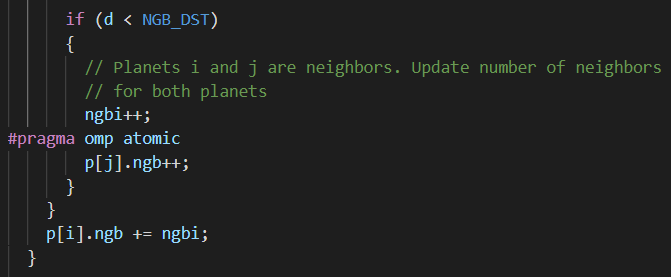 if (d < NGB_DST)
{
// Planets i and j are neighbors. Update number of neighbors
// for both planets
ngbi++;
#pragma omp atomic
p[j].ngb++;
}
}
p[i].ngb += ngbi;
}